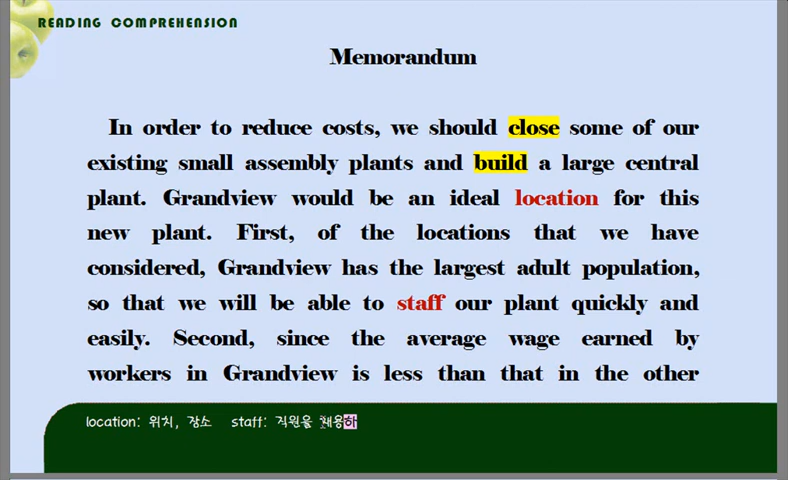 READING COMPREHENSION
Memorandum
In order to reduce costs, we should close some of our
existing small assembly plants and build a large central
plant. Grandview would be an ideal location for this
new plant. First, of the locations that we have
considered, Grandview has the largest adult population,
so that we will be able to staff our plant quickly and
easily. Second, since the average wage earned by
workers in Grandview is less than that in the other
location: 위치, 장소 staff: 직원을 채용하